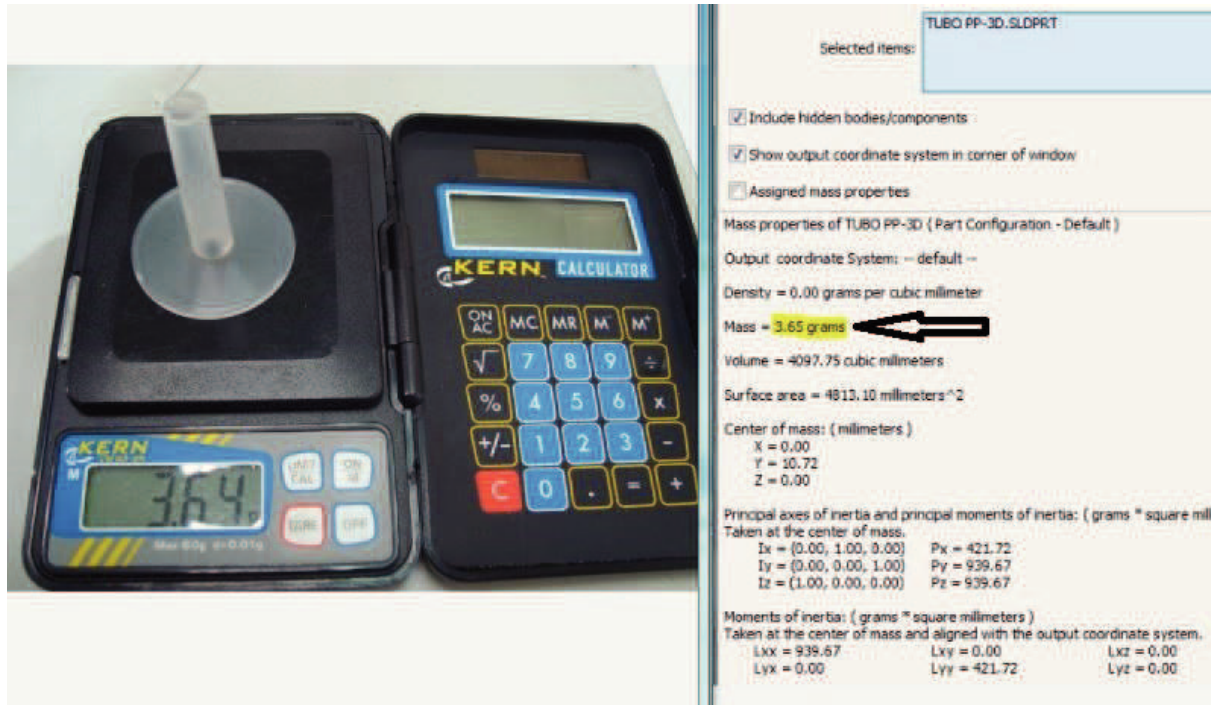 KERN
CALCULATOR
ON AC MC MR M⁻ M⁺
√ 7 8 9 ÷
% 4 5 6 x
+/- 1 2 3 -
C 0 . = +
KERN
M
UNIT CAL
ON
M
3.64
TARE
OFF
Max 60g d=0.01g
TUBO PP-3D.SLDPRT
Selected items:
Include hidden bodies/components
Show output coordinate system in corner of window
Assigned mass properties
Mass properties of TUBO PP-3D ( Part Configuration - Default )
Output coordinate System: -- default --
Density = 0.00 grams per cubic millimeter
Mass = 3.65 grams
Volume = 4097.75 cubic millimeters
Surface area = 4813.10 millimeters^2
Center of mass: ( millimeters )
X = 0.00
Y = 10.72
Z = 0.00
Principal axes of inertia and principal moments of inertia: ( grams * square mill
Taken at the center of mass.
Ix = (0.00, 1.00, 0.00) Px = 421.72
Iy = (0.00, 0.00, 1.00) Py = 939.67
Iz = (1.00, 0.00, 0.00) Pz = 939.67
Moments of inertia: ( grams * square millimeters )
Taken at the center of mass and aligned with the output coordinate system.
Lxx = 939.67 Lxy = 0.00 Lxz = 0.00
Lyx = 0.00 Lyy = 421.72 Lyz = 0.00